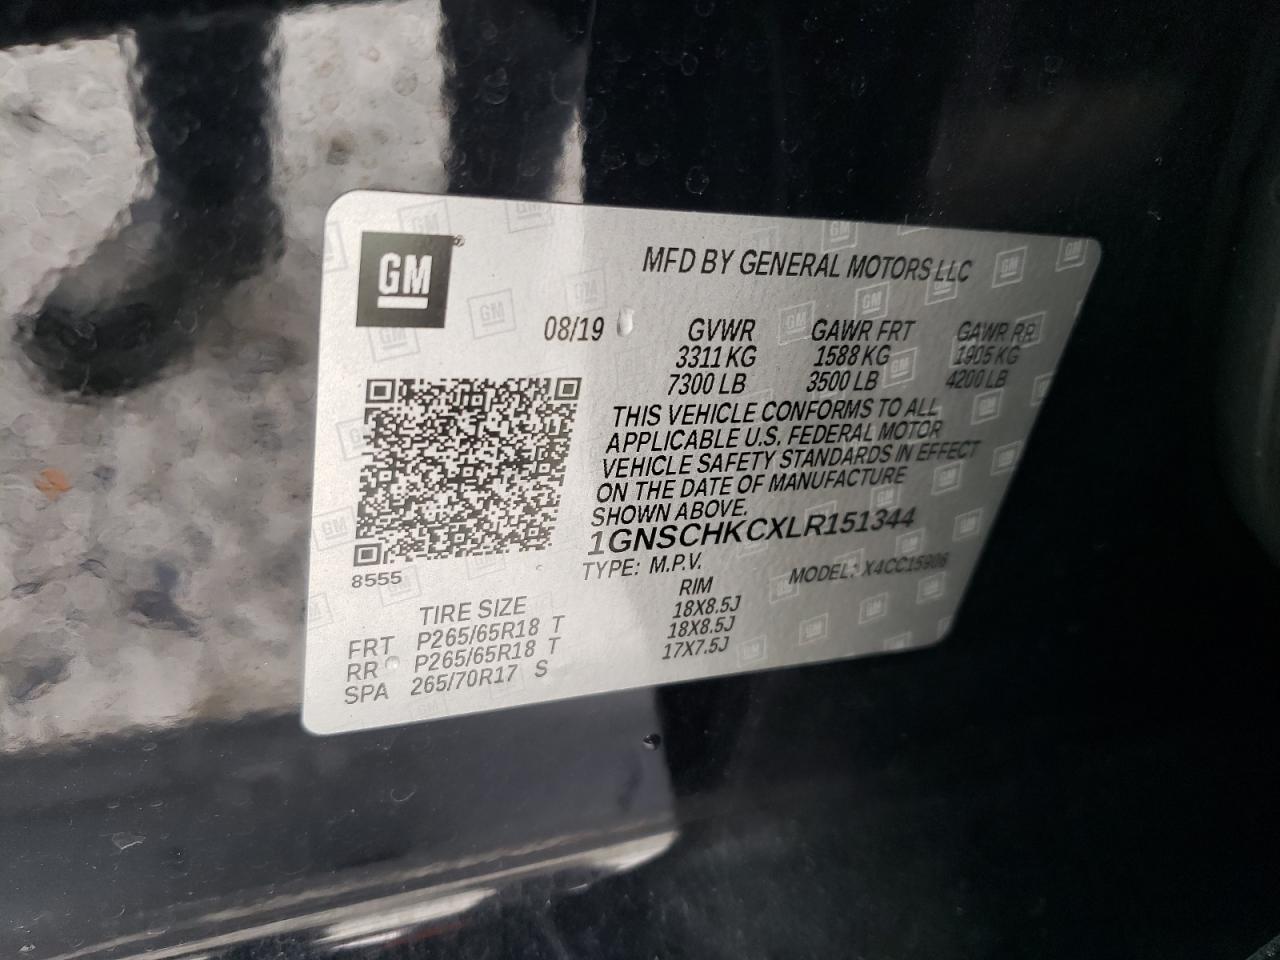 GM
MFD BY GENERAL MOTORS LLC
08/19 GVWR GAWR FRT GAWR RR
3311 KG 1588 KG 1905 KG
7300 LB 3500 LB 4200 LB
THIS VEHICLE CONFORMS TO ALL
APPLICABLE U.S. FEDERAL MOTOR
VEHICLE SAFETY STANDARDS IN EFFECT
ON THE DATE OF MANUFACTURE
SHOWN ABOVE.
1GNSCHKCXLR151344
TYPE: M.P.V. MODEL: X4CC15906
8555
TIRE SIZE RIM
FRT P265/65R18 T 18X8.5J
RR P265/65R18 T 18X8.5J
SPA 265/70R17 S 17X7.5J